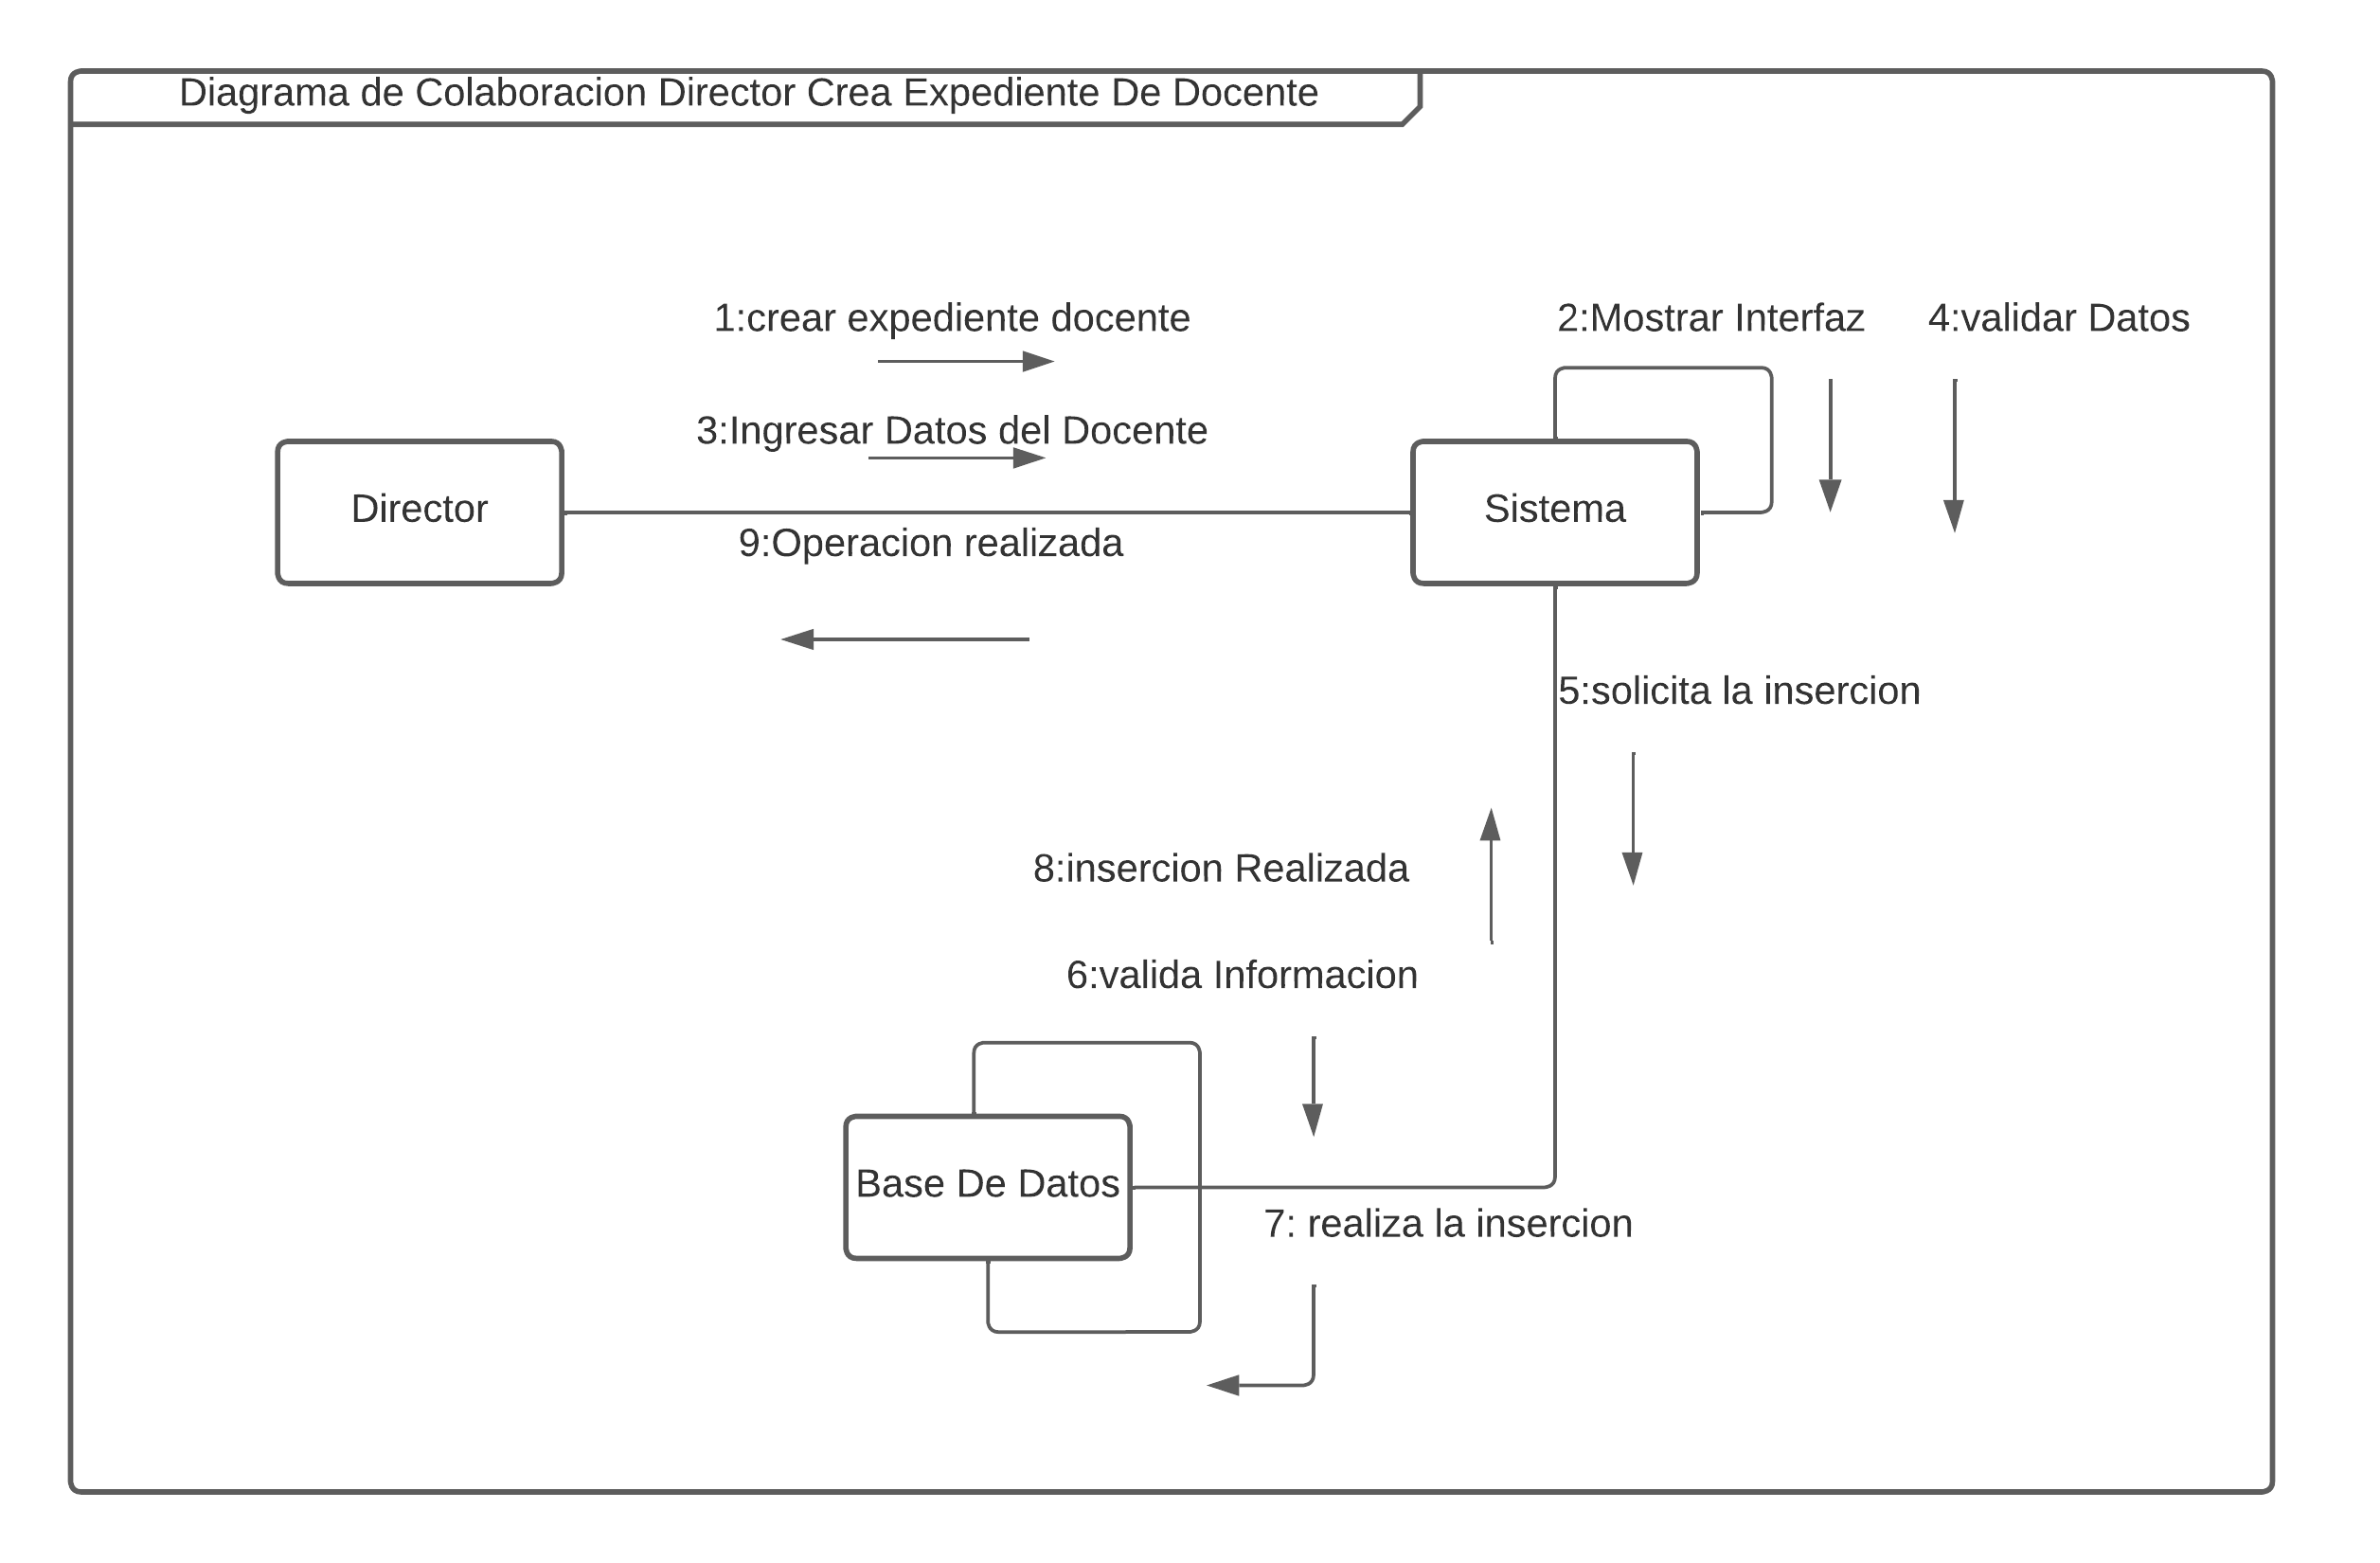 Diagrama de Colaboracion Director Crea Expediente De Docente
1:crear expediente docente
2:Mostrar Interfaz
4:validar Datos
3:Ingresar Datos del Docente
Director
Sistema
9:Operacion realizada
5:solicita la insercion
8:insercion Realizada
6:valida Informacion
Base De Datos
7: realiza la insercion